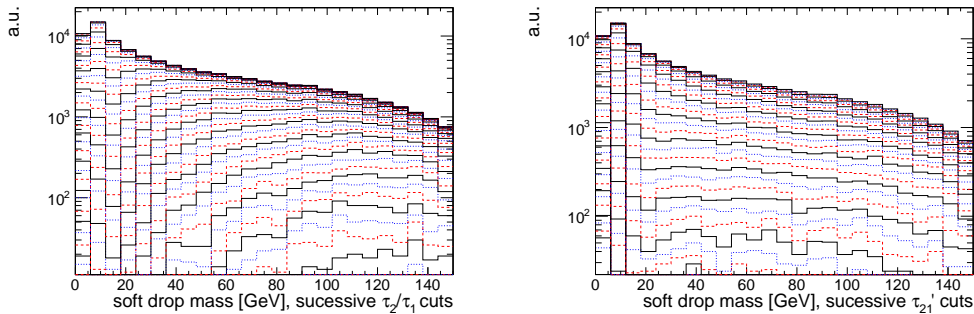 a.u.
10⁴
10³
10²
0 20 40 60 80 100 120 140
soft drop mass [GeV], sucessive τ₂/τ₁ cuts
a.u.
10⁴
10³
10²
0 20 40 60 80 100 120 140
soft drop mass [GeV], sucessive τ₂₁' cuts